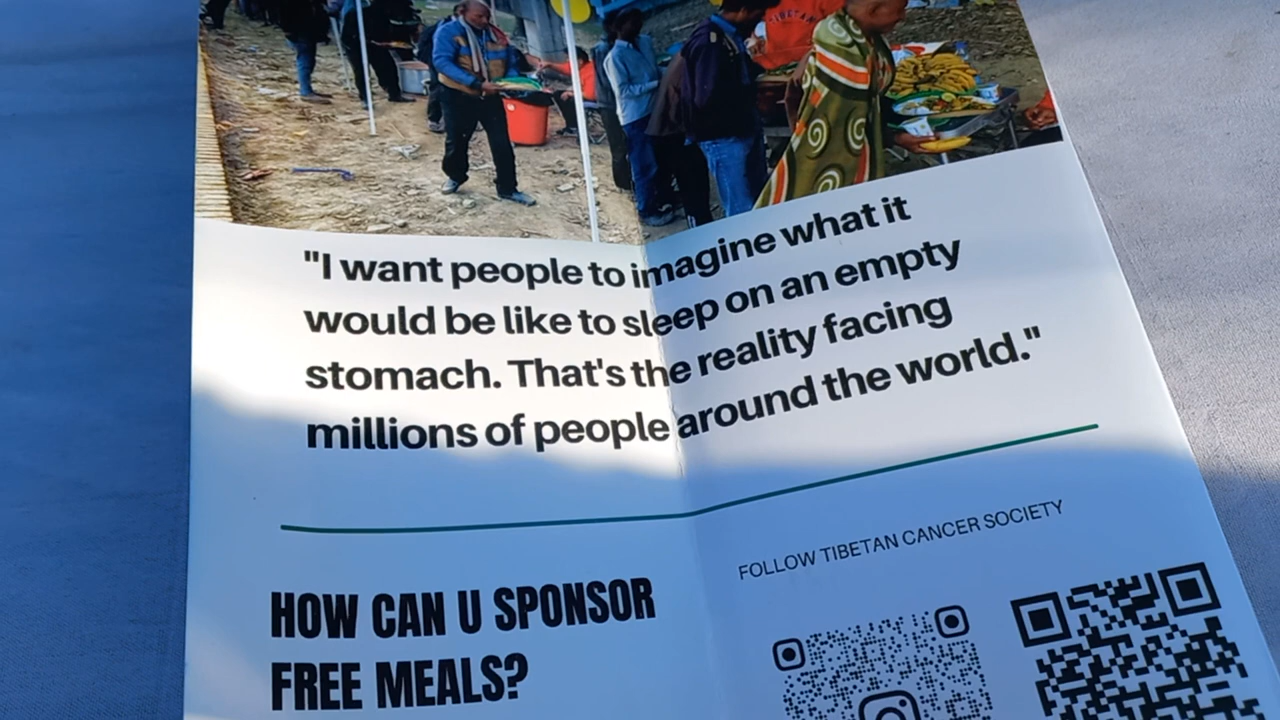 TIBETAN
"I want people to imagine what it
would be like to sleep on an empty
stomach. That's the reality facing
millions of people around the world."
FOLLOW TIBETAN CANCER SOCIETY
HOW CAN U SPONSOR
FREE MEALS?